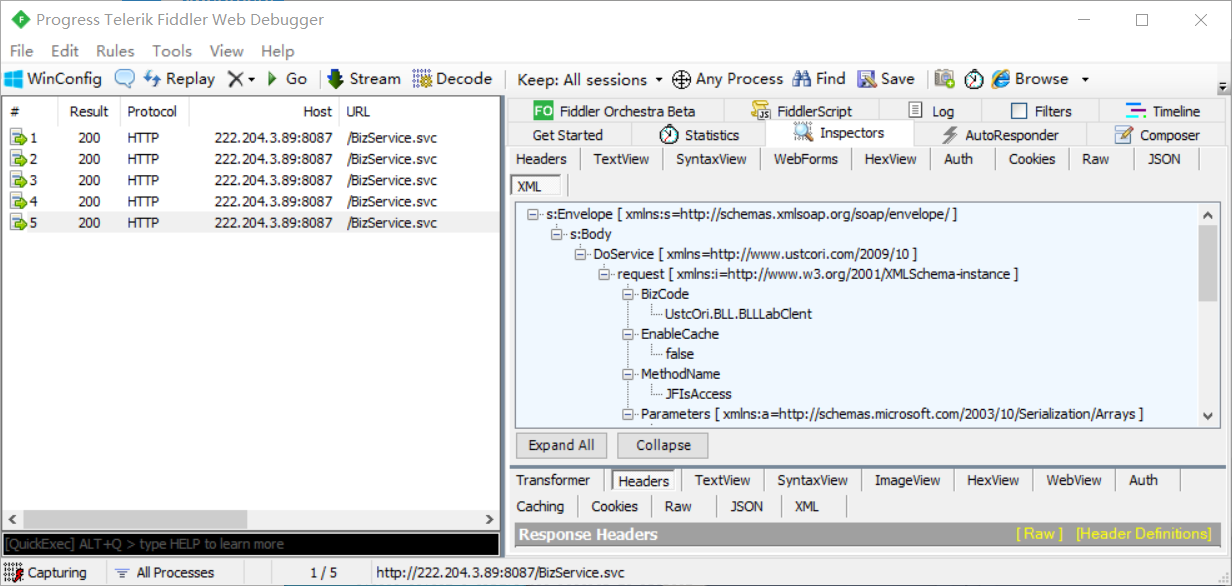 Progress Telerik Fiddler Web Debugger
File Edit Rules Tools View Help
WinConfig Replay Go Stream Decode Keep: All sessions Any Process Find Save Browse
# Result Protocol Host URL
1 200 HTTP 222.204.3.89:8087 /BizService.svc
2 200 HTTP 222.204.3.89:8087 /BizService.svc
3 200 HTTP 222.204.3.89:8087 /BizService.svc
4 200 HTTP 222.204.3.89:8087 /BizService.svc
5 200 HTTP 222.204.3.89:8087 /BizService.svc
FO Fiddler Orchestra Beta JS FiddlerScript Log Filters Timeline
Get Started Statistics Inspectors AutoResponder Composer
Headers TextView SyntaxView WebForms HexView Auth Cookies Raw JSON
XML
s:Envelope [ xmlns:s=http://schemas.xmlsoap.org/soap/envelope/ ]
s:Body
DoService [ xmlns=http://www.ustcori.com/2009/10 ]
request [ xmlns:i=http://www.w3.org/2001/XMLSchema-instance ]
BizCode
UstcOri.BLL.BLLLabClent
EnableCache
false
MethodName
JFIsAccess
Parameters [ xmlns:a=http://schemas.microsoft.com/2003/10/Serialization/Arrays ]
Expand All Collapse
Transformer Headers TextView SyntaxView ImageView HexView WebView Auth
Caching Cookies Raw JSON XML
Response Headers [ Raw ] [Header Definitions]
[QuickExec] ALT+Q > type HELP to learn more
Capturing All Processes 1 / 5 http://222.204.3.89:8087/BizService.svc